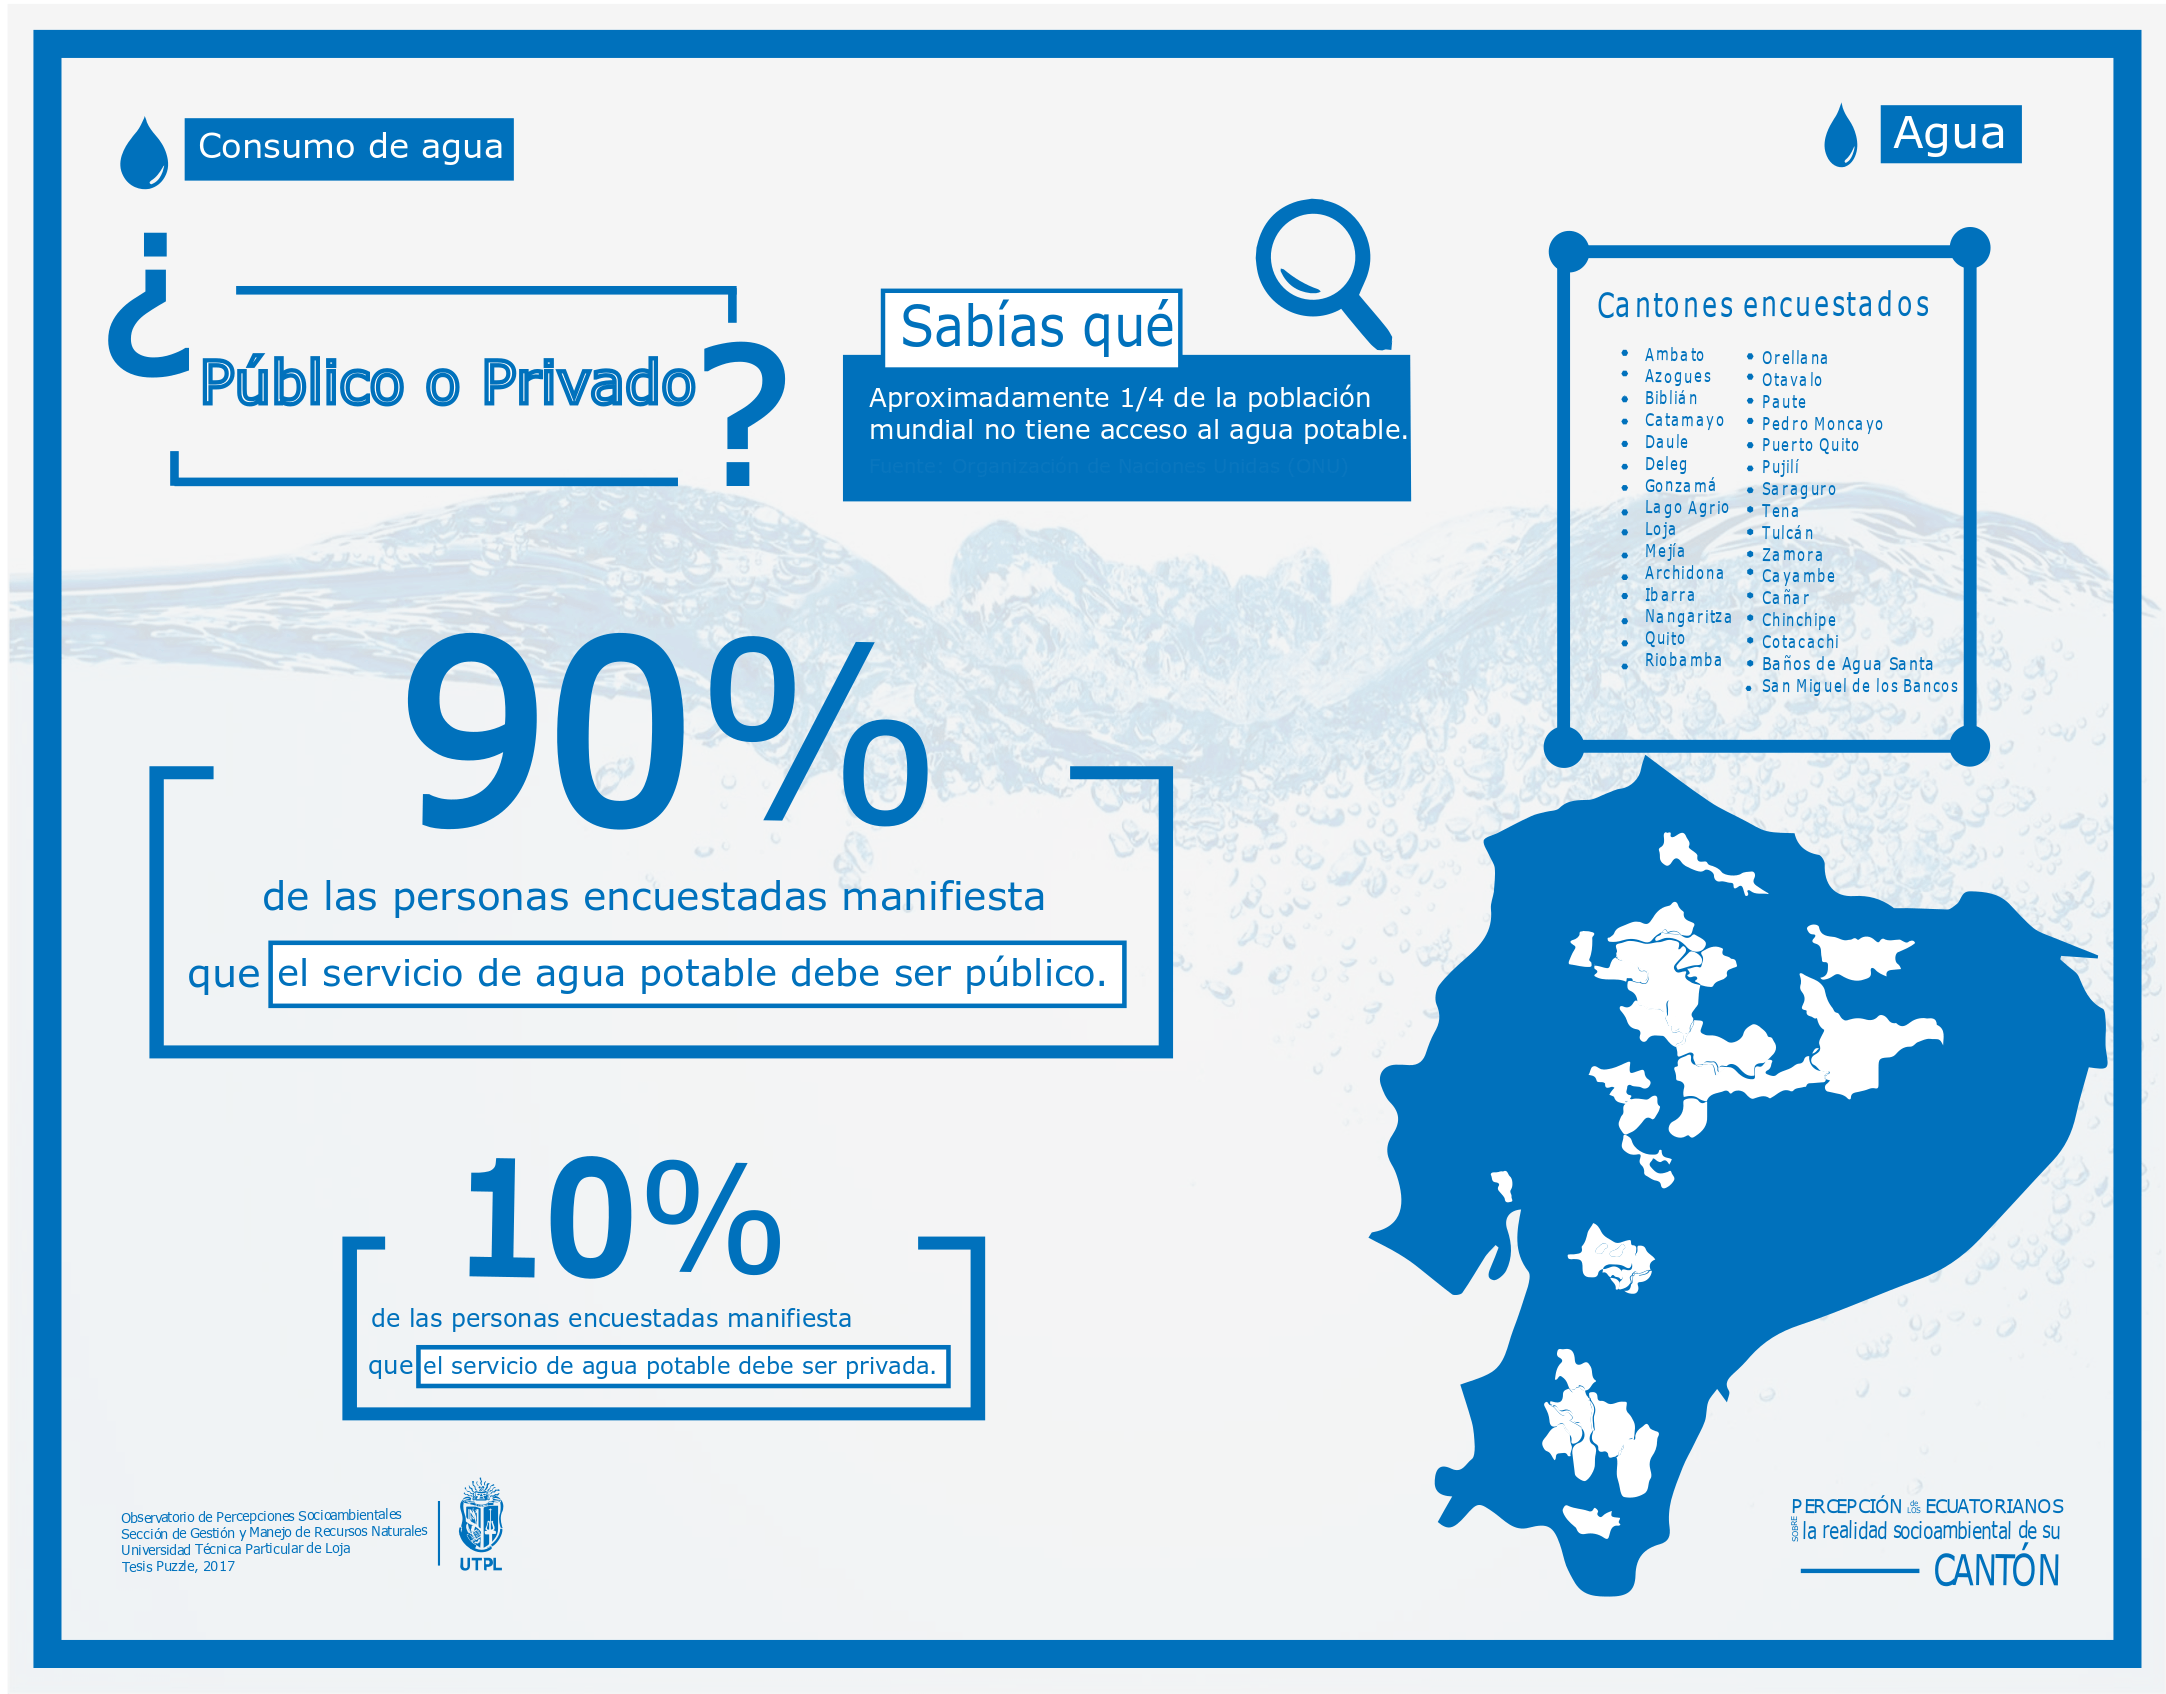 Consumo de agua
Agua
¿
Público o Privado
?
Sabías qué
Aproximadamente 1/4 de la población
mundial no tiene acceso al agua potable.
Fuente: Organización de Naciones Unidas (ONU)
Cantones encuestados
• Ambato
• Azogues
• Biblián
• Catamayo
• Daule
• Deleg
• Gonzamá
• Lago Agrio
• Loja
• Mejía
• Archidona
• Ibarra
• Nangaritza
• Quito
• Riobamba
• Orellana
• Otavalo
• Paute
• Pedro Moncayo
• Puerto Quito
• Pujilí
• Saraguro
• Tena
• Tulcán
• Zamora
• Cayambe
• Cañar
• Chinchipe
• Cotacachi
• Baños de Agua Santa
• San Miguel de los Bancos
90%
de las personas encuestadas manifiesta
que el servicio de agua potable debe ser público.
10%
de las personas encuestadas manifiesta
que el servicio de agua potable debe ser privada.
Observatorio de Percepciones Socioambientales
Sección de Gestión y Manejo de Recursos Naturales
Universidad Técnica Particular de Loja
Tesis Puzzle, 2017
UTPL
PERCEPCIÓN de LOS ECUATORIANOS
SOBRE la realidad socioambiental de su
CANTÓN